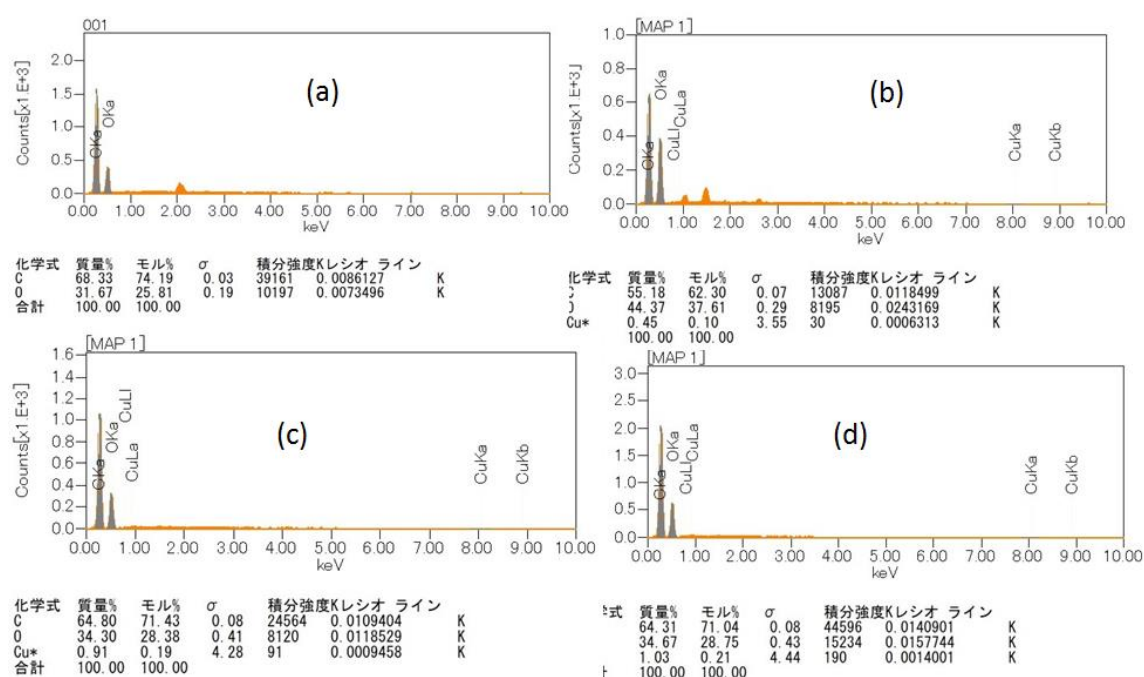 001
(a)
Counts[x1.E+3]
2.0
1.5
1.0
0.5
0.0
OKa
OKa
0.00 1.00 2.00 3.00 4.00 5.00 6.00 7.00 8.00 9.00 10.00
keV
化学式 質量% モル% σ 積分強度Kレシオ ライン
C 68.33 74.19 0.03 39161 0.0086127 K
O 31.67 25.81 0.19 10197 0.0073496 K
合計 100.00 100.00
[MAP 1]
(b)
Counts[x1.E+3]
1.0
0.8
0.6
0.4
0.2
0.0
OKa
OKa
CuLl
CuLa
CuKa
CuKb
0.00 1.00 2.00 3.00 4.00 5.00 6.00 7.00 8.00 9.00 10.00
keV
化学式 質量% モル% σ 積分強度Kレシオ ライン
55.18 62.30 0.07 13087 0.0118499 K
44.37 37.61 0.29 8195 0.0243169 K
Cu* 0.45 0.10 3.55 30 0.0006313 K
100.00 100.00
[MAP 1]
(c)
Counts[x1.E+3]
1.6
1.4
1.2
1.0
0.8
0.6
0.4
0.2
0.0
OKa
OKa
CuLl
CuLa
CuKa
CuKb
0.00 1.00 2.00 3.00 4.00 5.00 6.00 7.00 8.00 9.00 10.00
keV
化学式 質量% モル% σ 積分強度Kレシオ ライン
C 64.80 71.43 0.08 24564 0.0109404 K
O 34.30 28.38 0.41 8120 0.0118529 K
Cu* 0.91 0.19 4.28 91 0.0009458 K
合計 100.00 100.00
[MAP 1]
(d)
3.0
2.5
2.0
1.5
1.0
0.5
0.0
OKa
OKa
CuLl
CuLa
CuKa
CuKb
0.00 1.00 2.00 3.00 4.00 5.00 6.00 7.00 8.00 9.00 10.00
keV
学式 質量% モル% σ 積分強度Kレシオ ライン
64.31 71.04 0.08 44596 0.0140901 K
34.67 28.75 0.43 15234 0.0157744 K
1.03 0.21 4.44 190 0.0014001 K
100.00 100.00